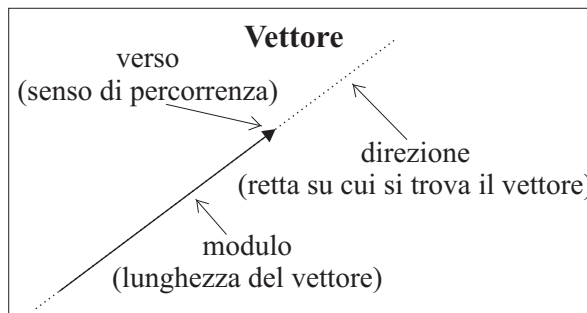 Vettore
verso
(senso di percorrenza)
direzione
(retta su cui si trova il vettore)
modulo
(lunghezza del vettore)